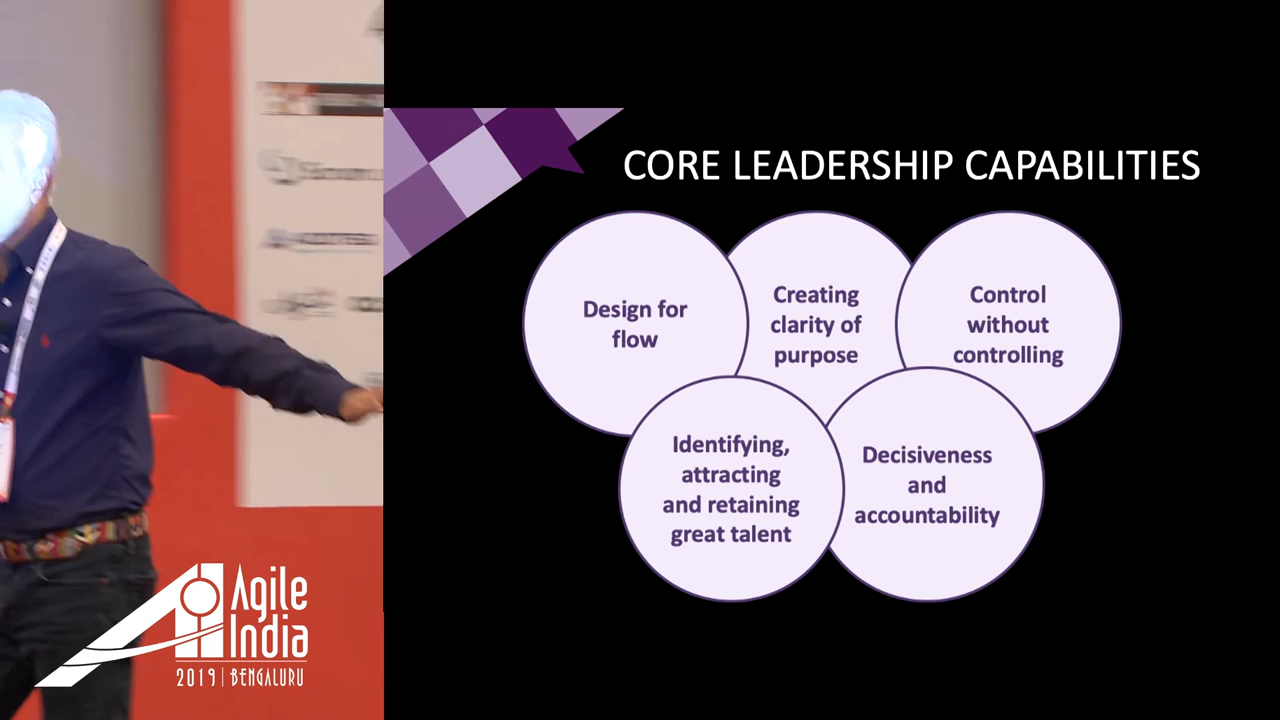 CORE LEADERSHIP CAPABILITIES
Design for
flow
Creating
clarity of
purpose
Control
without
controlling
Identifying,
attracting
and retaining
great talent
Decisiveness
and
accountability
Agile
India
2019 | BENGALURU